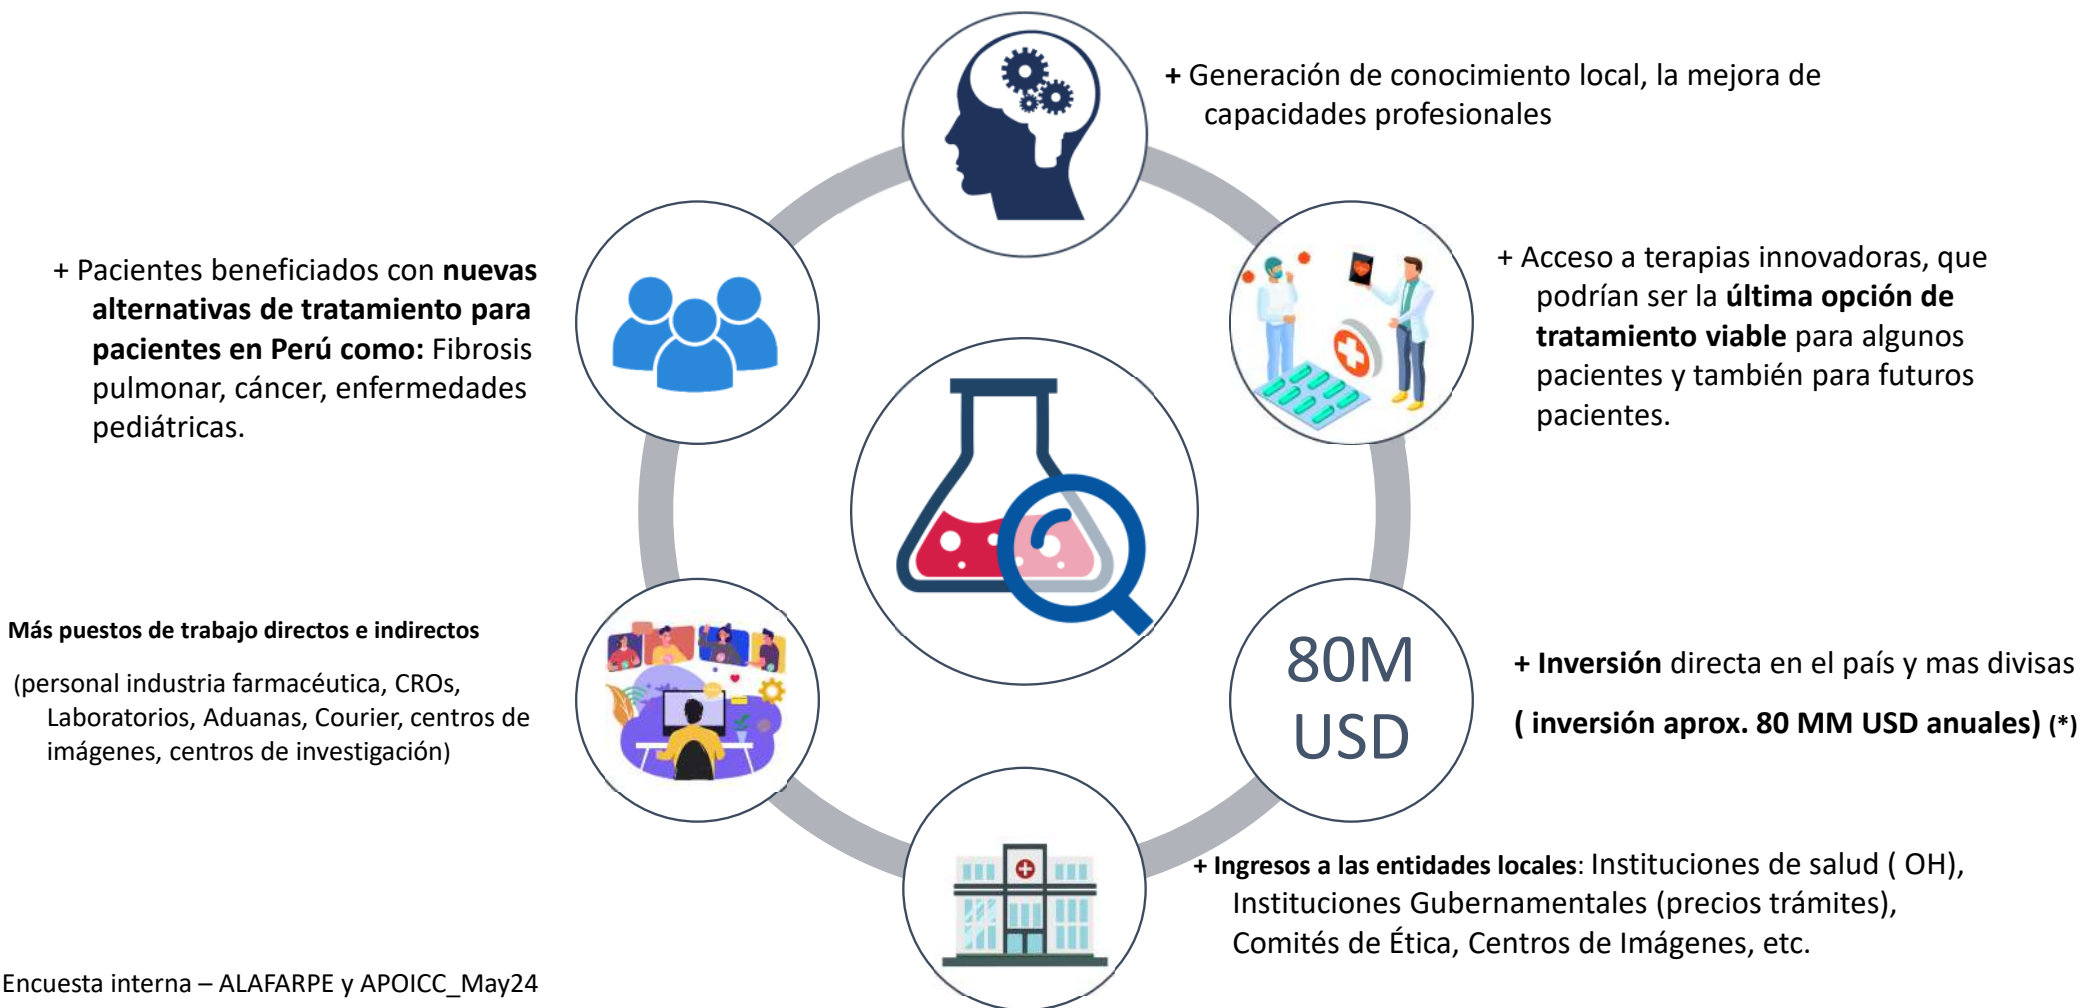 + Generación de conocimiento local, la mejora de
capacidades profesionales
+ Acceso a terapias innovadoras, que
podrían ser la última opción de
tratamiento viable para algunos
pacientes y también para futuros
pacientes.
80M
USD
+ Inversión directa en el país y mas divisas
( inversión aprox. 80 MM USD anuales) (*)
+ Ingresos a las entidades locales: Instituciones de salud ( OH),
Instituciones Gubernamentales (precios trámites),
Comités de Ética, Centros de Imágenes, etc.
Más puestos de trabajo directos e indirectos
(personal industria farmacéutica, CROs,
Laboratorios, Aduanas, Courier, centros de
imágenes, centros de investigación)
+ Pacientes beneficiados con nuevas
alternativas de tratamiento para
pacientes en Perú como: Fibrosis
pulmonar, cáncer, enfermedades
pediátricas.
Encuesta interna – ALAFARPE y APOICC_May24